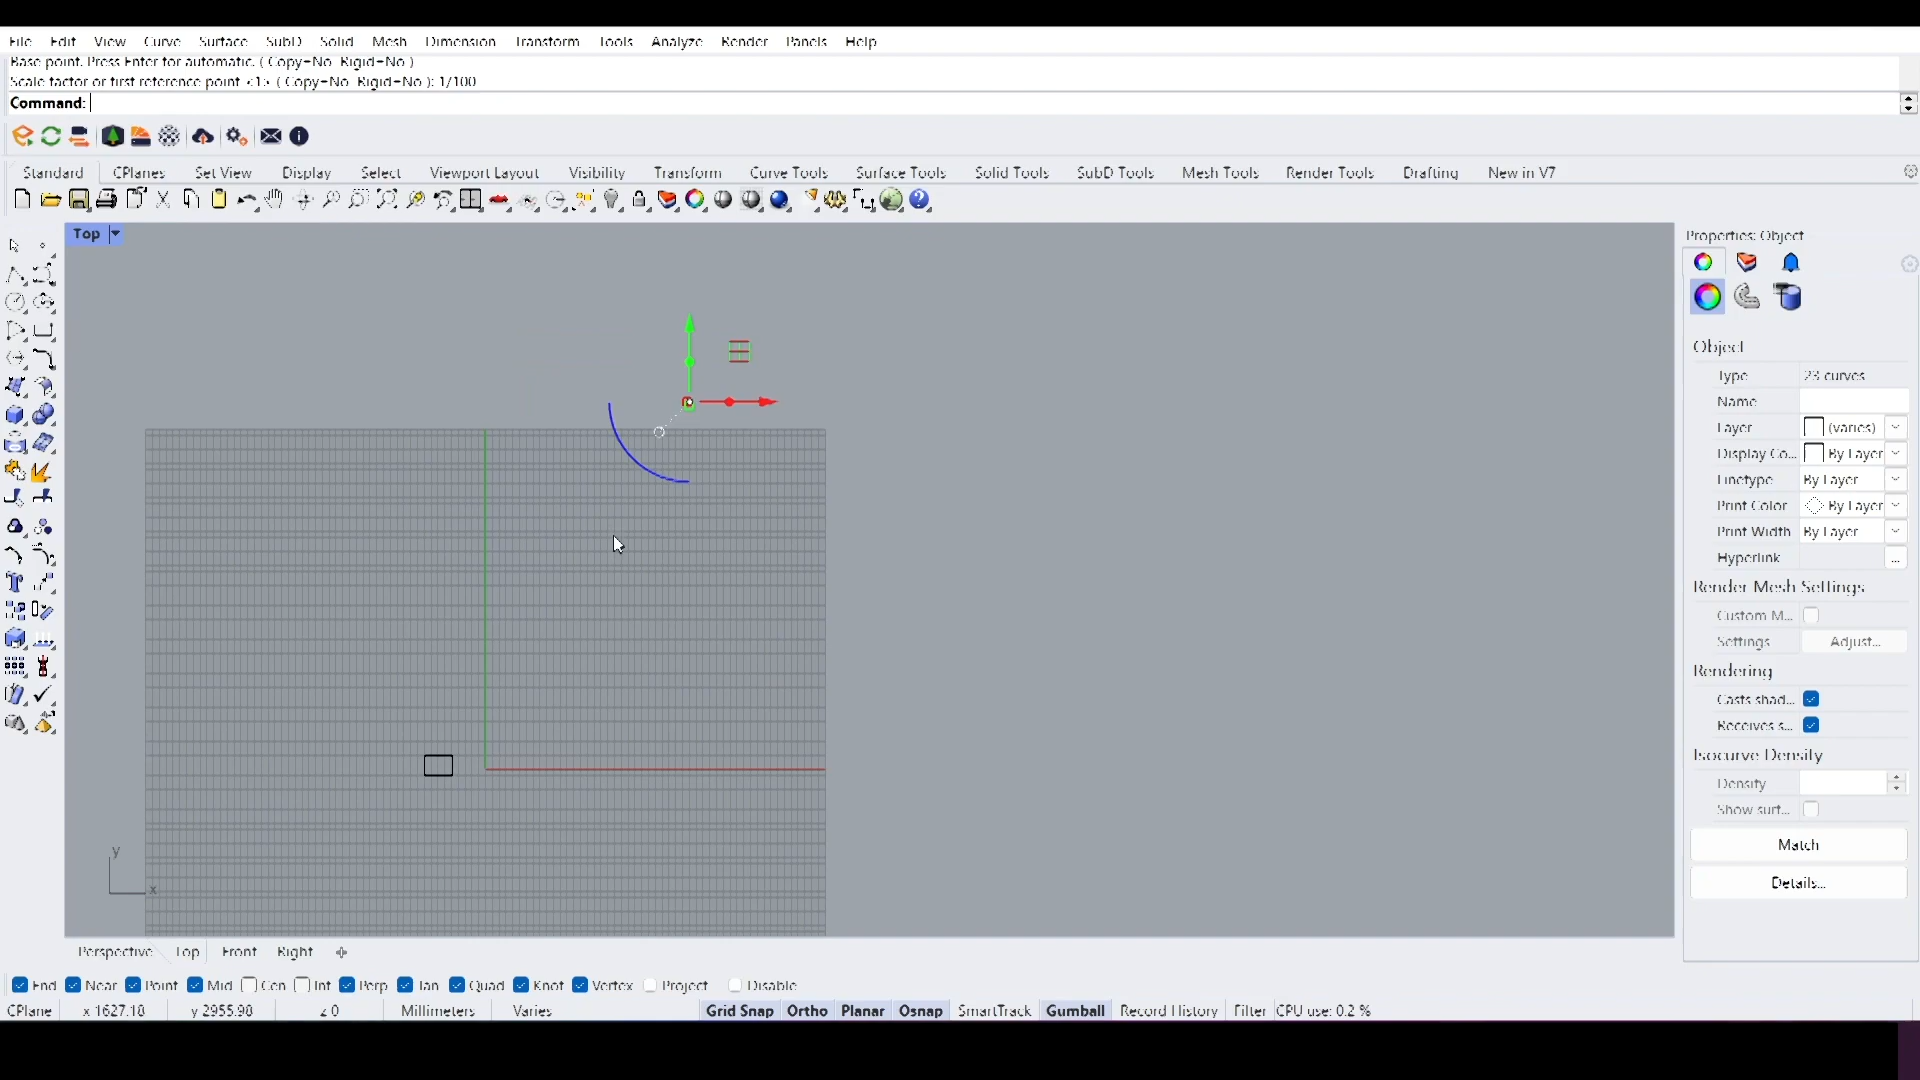 File Edit View Curve Surface SubD Solid Mesh Dimension Transform Tools Analyze Render Panels Help
Base point. Press Enter for automatic. ( Copy=No Rigid=No )
Scale factor or first reference point <1> ( Copy=No Rigid=No ): 1/100
Command:
Standard CPlanes Set View Display Select Viewport Layout Visibility Transform Curve Tools Surface Tools Solid Tools SubD Tools Mesh Tools Render Tools Drafting New in V7
Top
Properties: Object
Object
Type 23 curves
Name
Layer (varies)
Display Co... By Layer
Linetype By Layer
Print Color By Layer
Print Width By Layer
Hyperlink ...
Render Mesh Settings
Custom M...
Settings Adjust...
Rendering
Casts shad...
Receives s...
Isocurve Density
Density
Show surf...
Match
Details...
y
x
Perspective Top Front Right
End Near Point Mid Cen Int Perp Tan Quad Knot Vertex Project Disable
CPlane x 1627.18 y 2955.98 z 0 Millimeters Varies Grid Snap Ortho Planar Osnap SmartTrack Gumball Record History Filter CPU use: 0.2 %